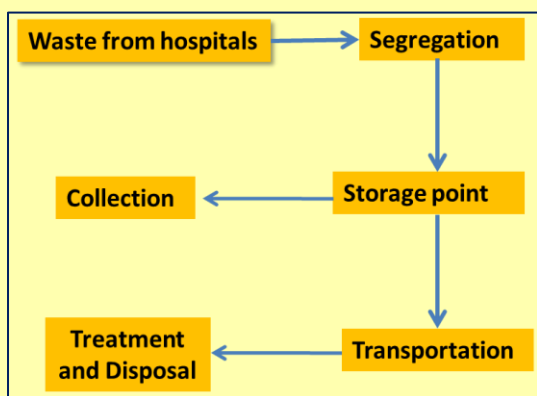 Waste from hospitals
Segregation
Collection
Storage point
Treatment
and Disposal
Transportation